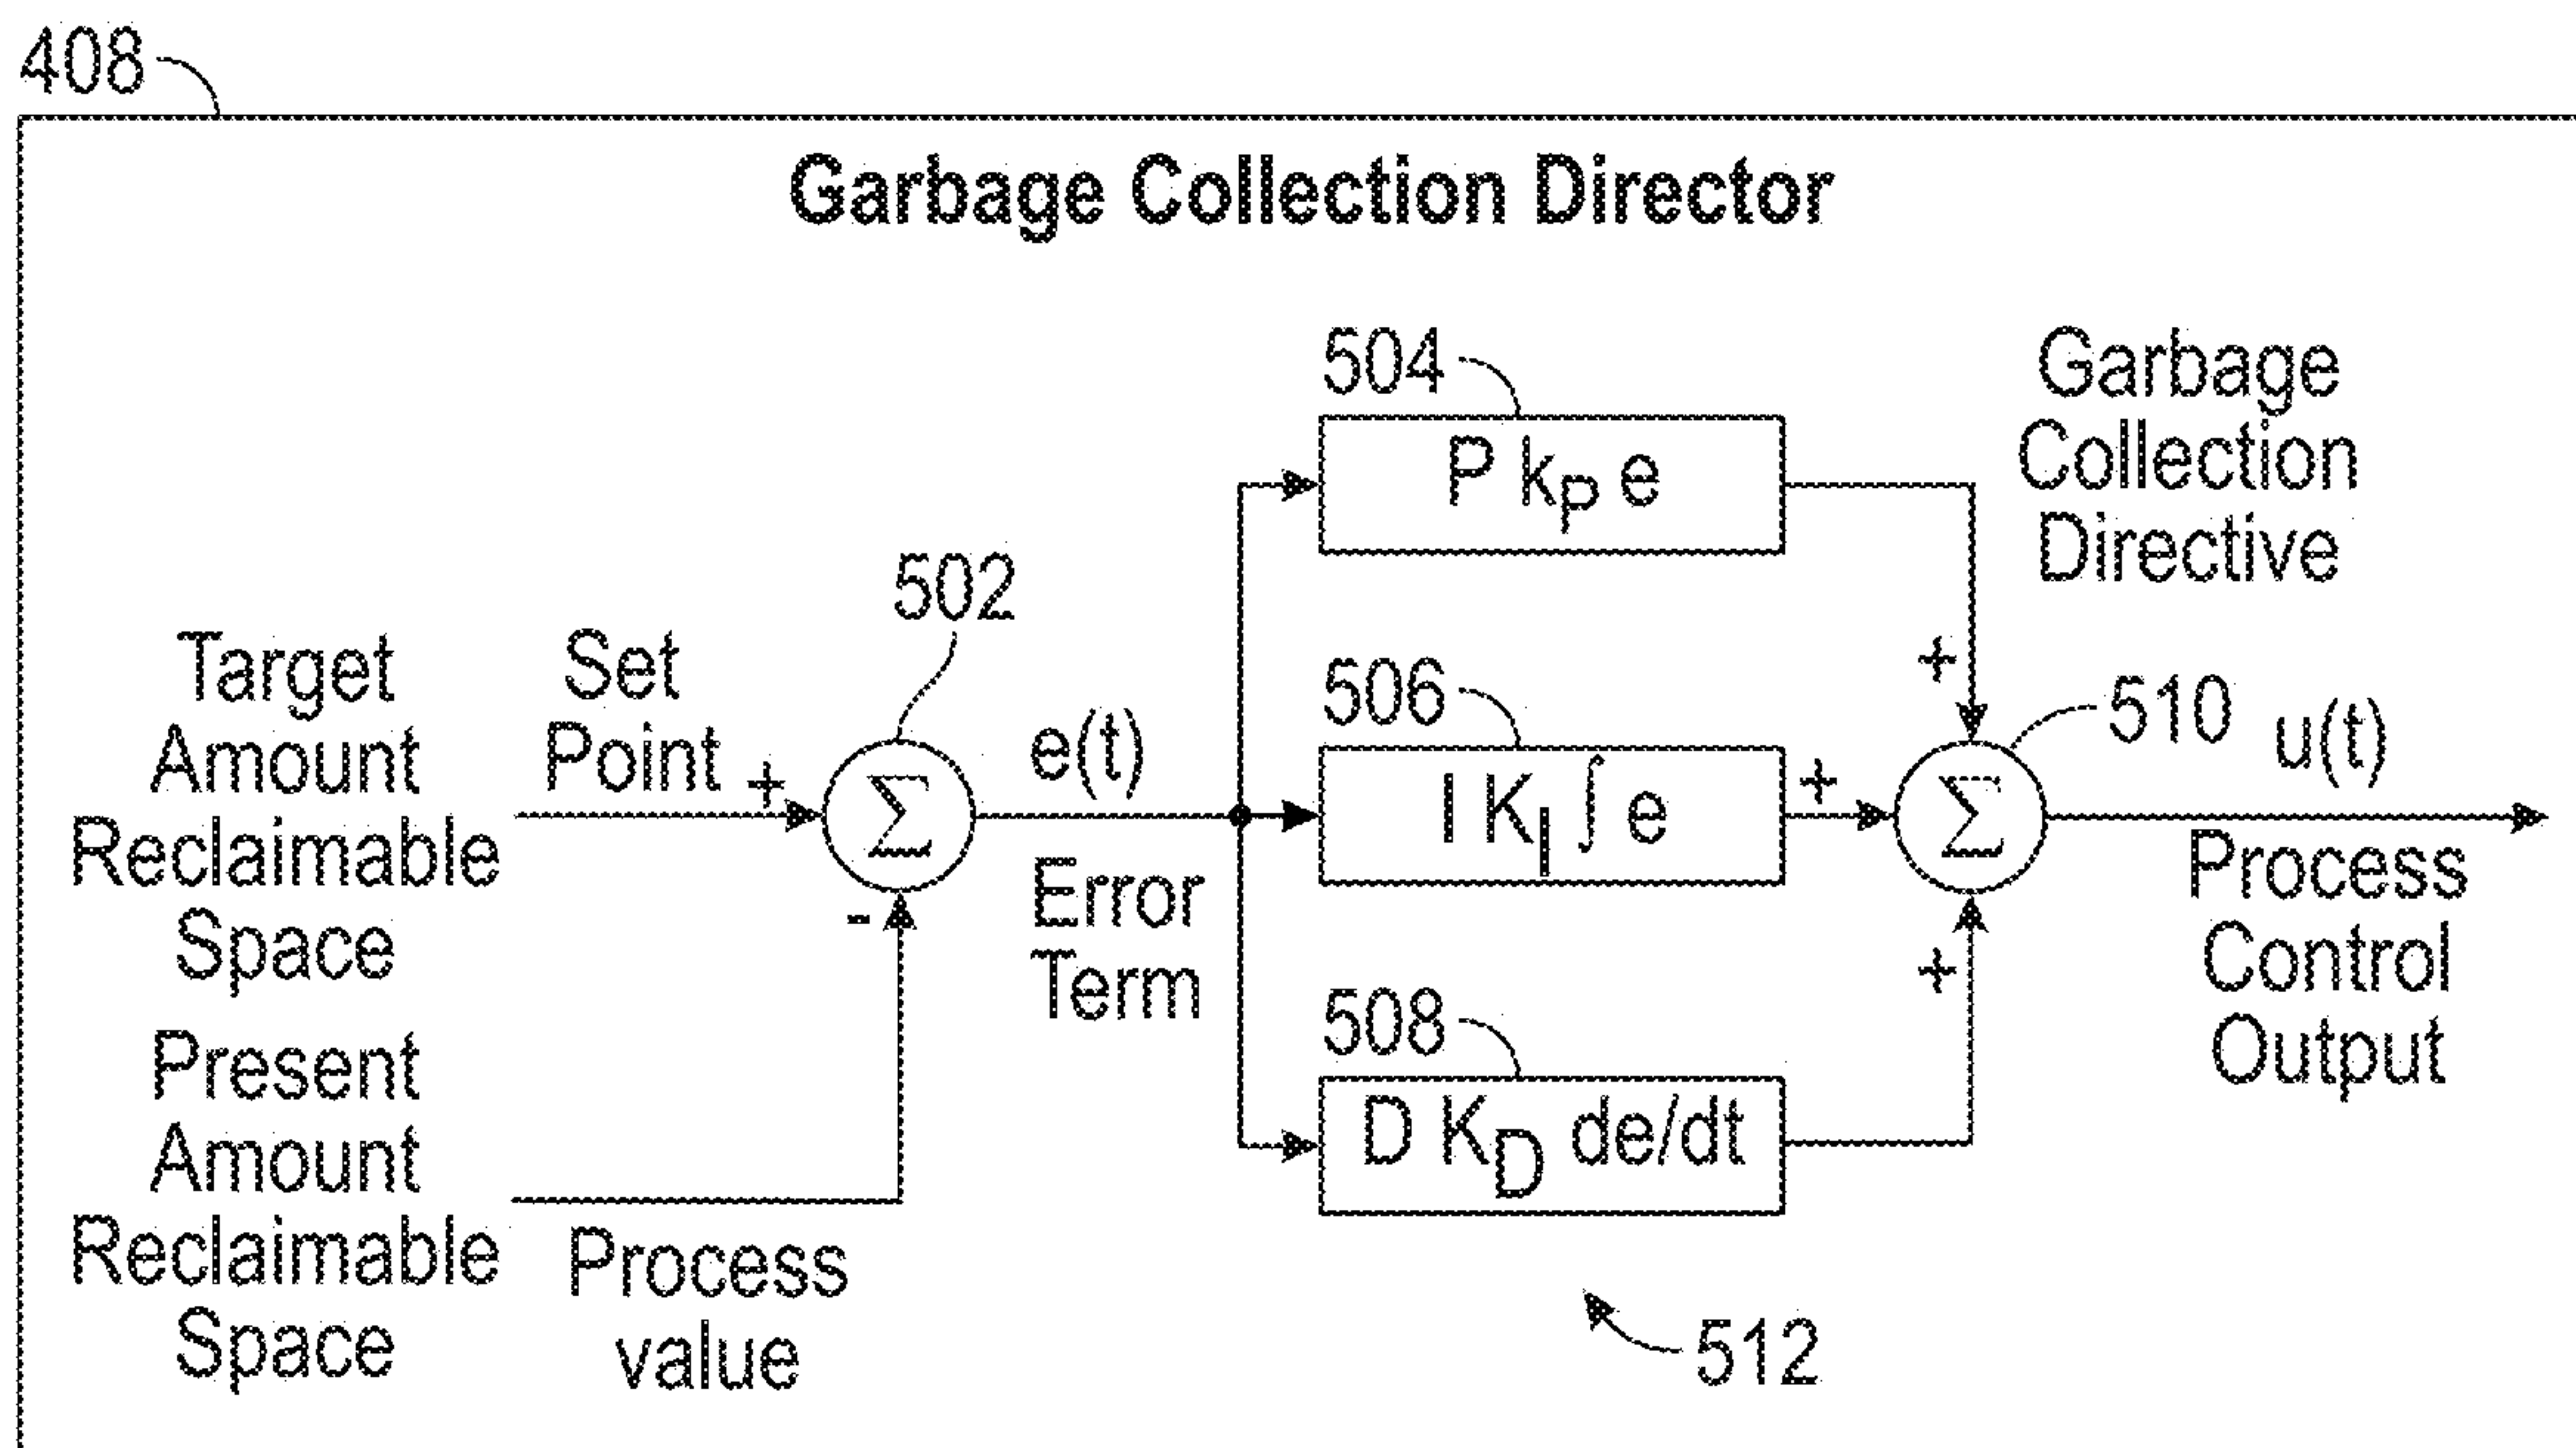 408
Garbage Collection Director
504
P kP e
Garbage
Collection
Directive
502
Target
Amount
Reclaimable
Space
Set
Point
+
Σ
-
e(t)
Error
Term
506
I KI ∫ e
+
+
+
Σ
510
u(t)
Process
Control
Output
508
D KD de/dt
Present
Amount
Reclaimable
Space
Process
value
512